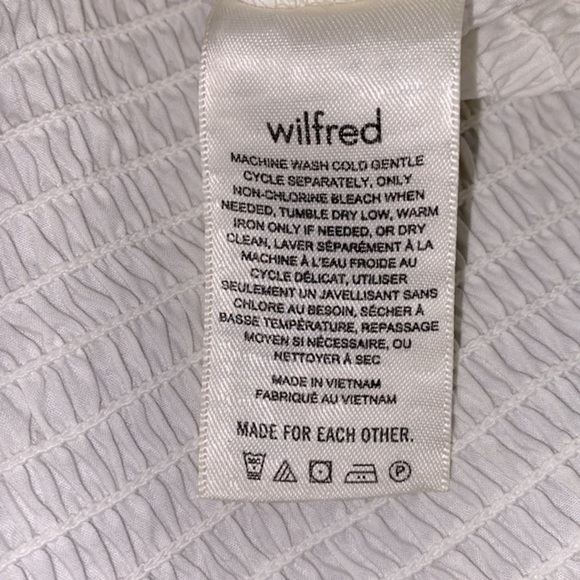 wilfred
MACHINE WASH COLD GENTLE
CYCLE SEPARATELY, ONLY
NON-CHLORINE BLEACH WHEN
NEEDED, TUMBLE DRY LOW, WARM
IRON ONLY IF NEEDED, OR DRY
CLEAN, LAVER SÉPARÉMENT À LA
MACHINE À L'EAU FROIDE AU
CYCLE DÉLICAT, UTILISER
SEULEMENT UN JAVELLISANT SANS
CHLORE AU BESOIN, SÉCHER À
BASSE TEMPÉRATURE, REPASSAGE
MOYEN SI NÉCESSAIRE, OU
NETTOYER À SEC
MADE IN VIETNAM
FABRIQUÉ AU VIETNAM
MADE FOR EACH OTHER.
30C P